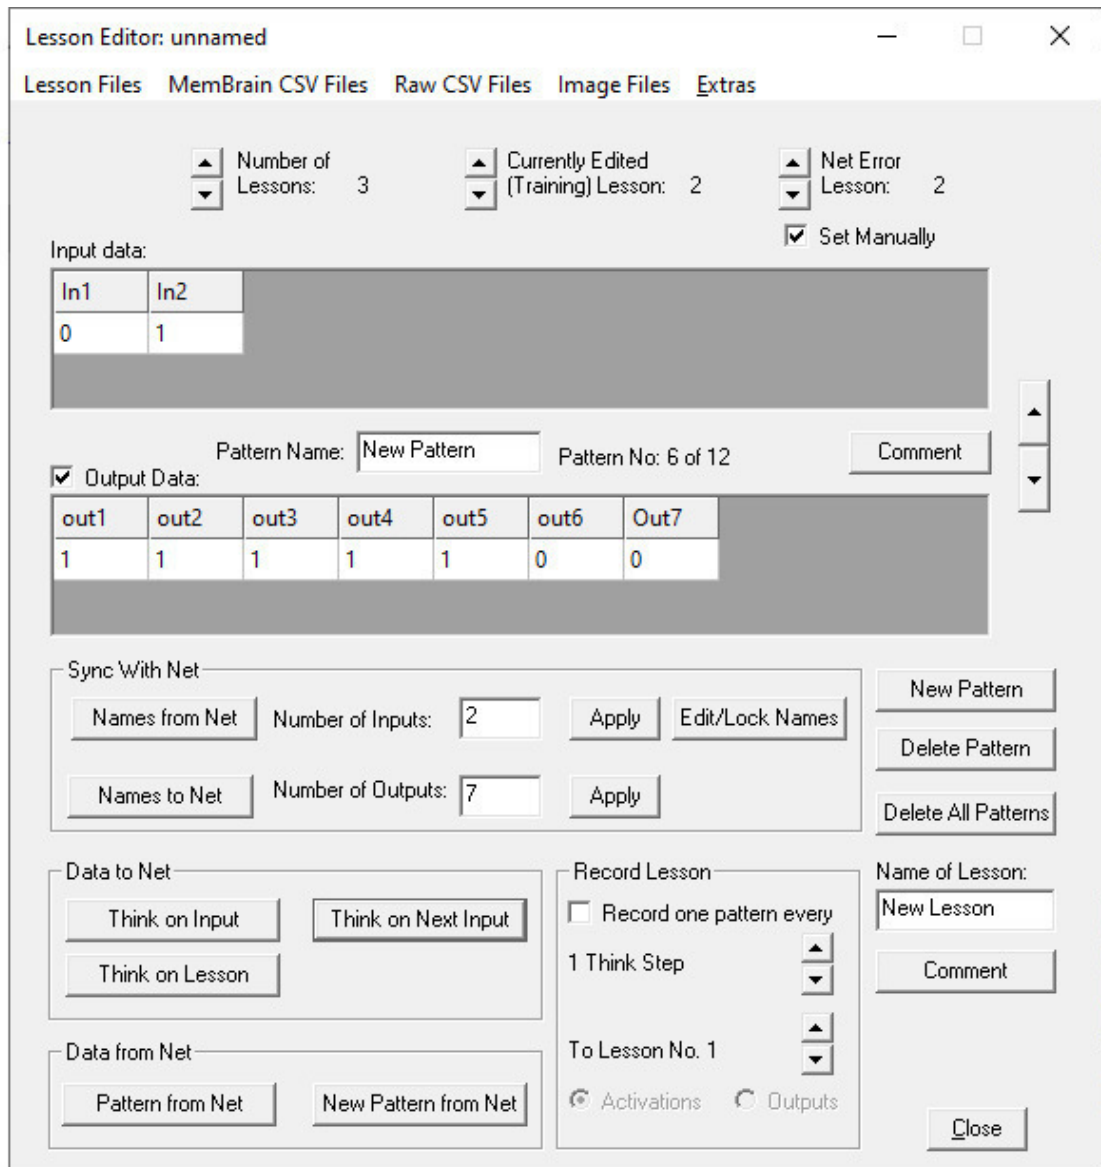 Lesson Editor: unnamed
Lesson Files MemBrain CSV Files Raw CSV Files Image Files Extras
Number of Lessons: 3
Currently Edited (Training) Lesson: 2
Net Error Lesson: 2
Set Manually
Input data:
In1 In2
0 1
Pattern Name: New Pattern Pattern No: 6 of 12 Comment
Output Data:
out1 out2 out3 out4 out5 out6 Out7
1 1 1 1 1 0 0
Sync With Net
Names from Net Number of Inputs: 2 Apply Edit/Lock Names
Names to Net Number of Outputs: 7 Apply
New Pattern
Delete Pattern
Delete All Patterns
Data to Net
Think on Input Think on Next Input
Think on Lesson
Data from Net
Pattern from Net New Pattern from Net
Record Lesson
Record one pattern every
1 Think Step
To Lesson No. 1
Activations Outputs
Name of Lesson:
New Lesson
Comment
Close